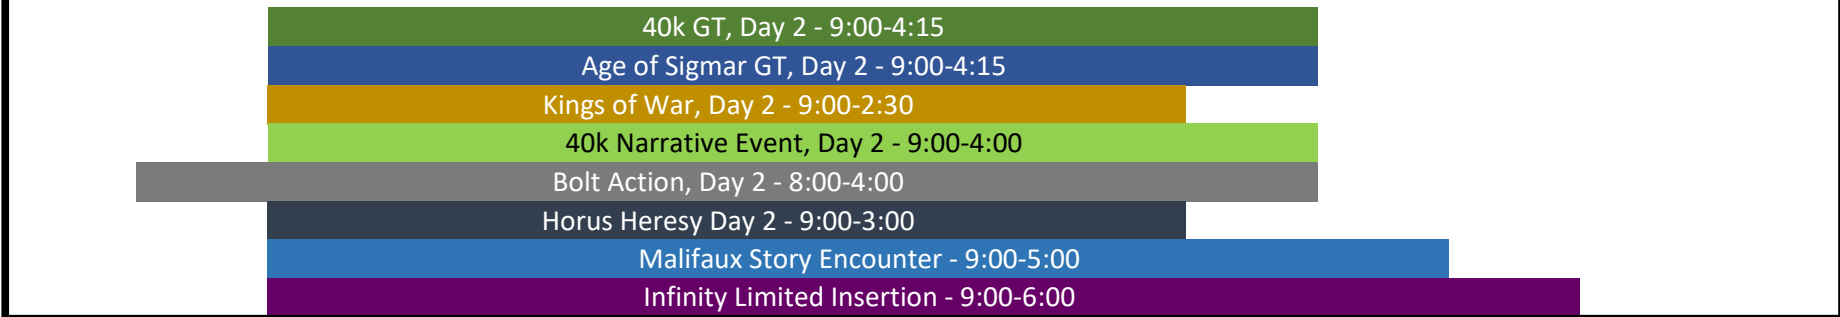 40k GT, Day 2 - 9:00-4:15
Age of Sigmar GT, Day 2 - 9:00-4:15
Kings of War, Day 2 - 9:00-2:30
40k Narrative Event, Day 2 - 9:00-4:00
Bolt Action, Day 2 - 8:00-4:00
Horus Heresy Day 2 - 9:00-3:00
Malifaux Story Encounter - 9:00-5:00
Infinity Limited Insertion - 9:00-6:00